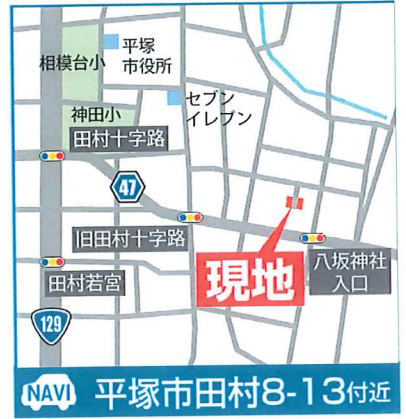 平塚
市役所
相模台小
セブン
イレブン
神田小
田村十字路
47
旧田村十字路
現地
八坂神社
入口
田村若宮
129
NAVI 平塚市田村8-13付近